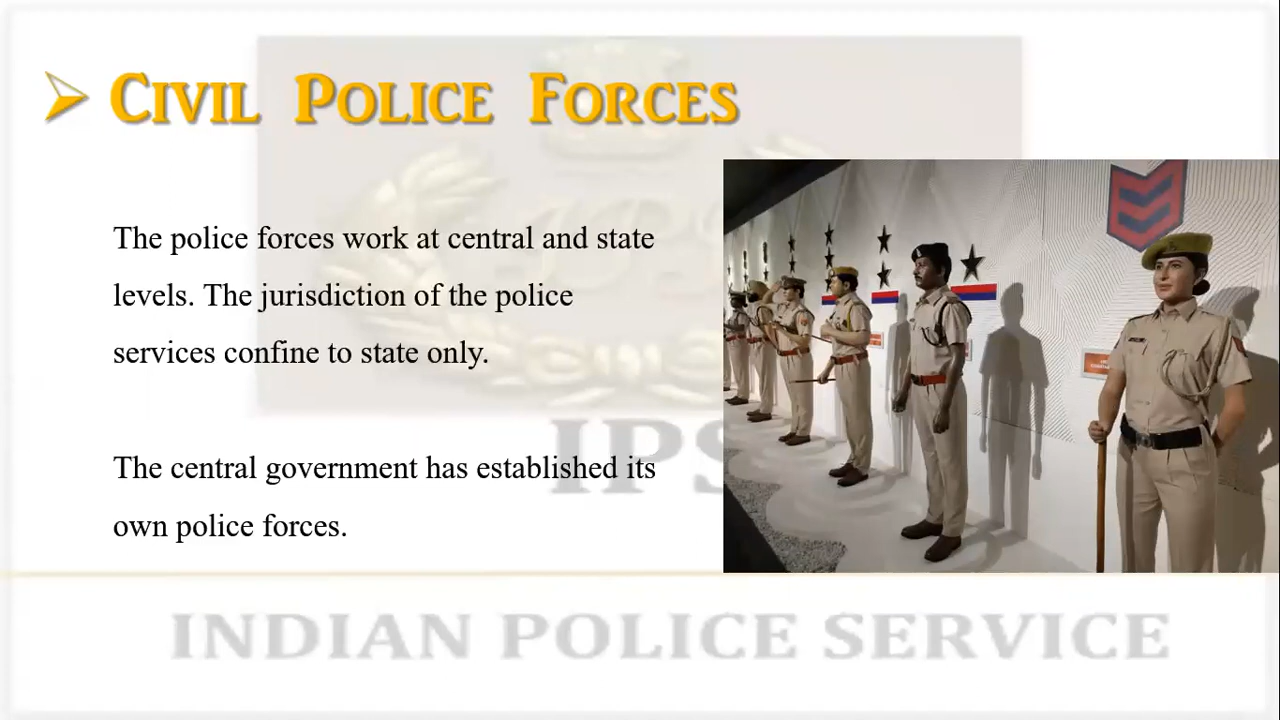 CIVIL POLICE FORCES
The police forces work at central and state
levels. The jurisdiction of the police
services confine to state only.
The central government has established its
own police forces.
IPS
INDIAN POLICE SERVICE